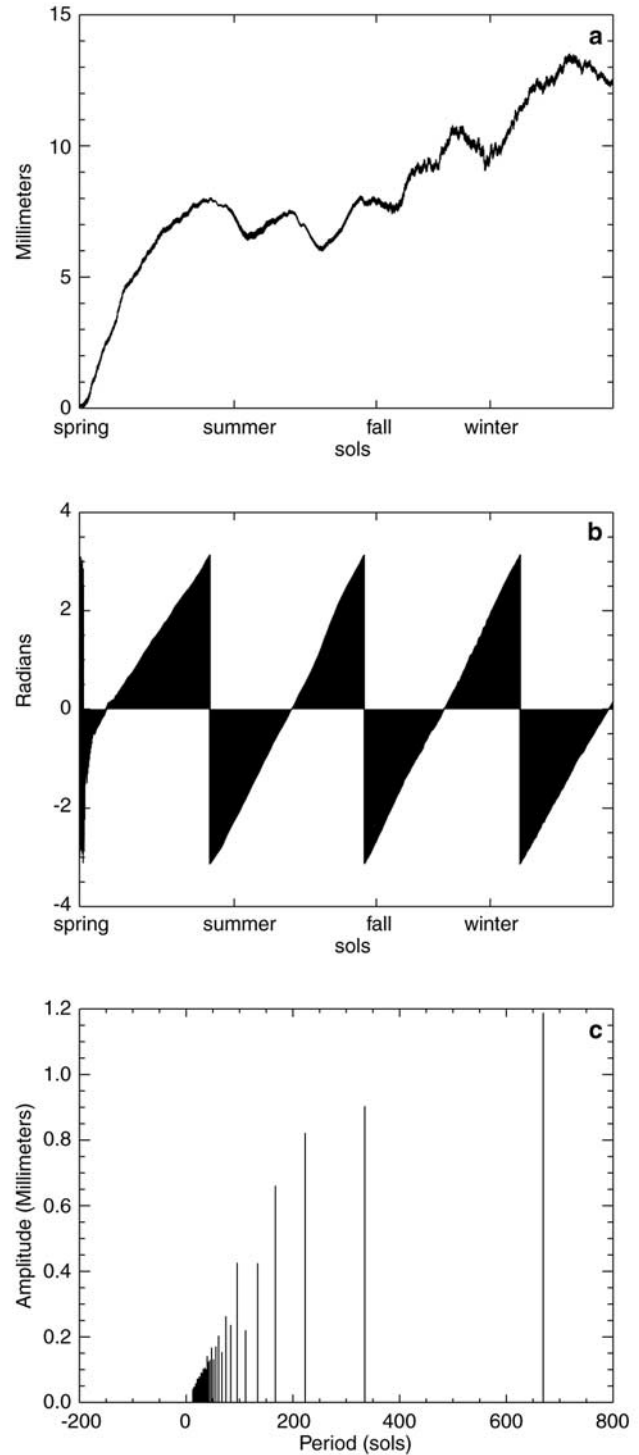 15
a
10
Millimeters
5
0
spring summer fall winter
sols
4
b
2
Radians
0
-2
-4
spring summer fall winter
sols
1.2
c
1.0
0.8
Amplitude (Millimeters)
0.6
0.4
0.2
0.0
-200 0 200 400 600 800
Period (sols)